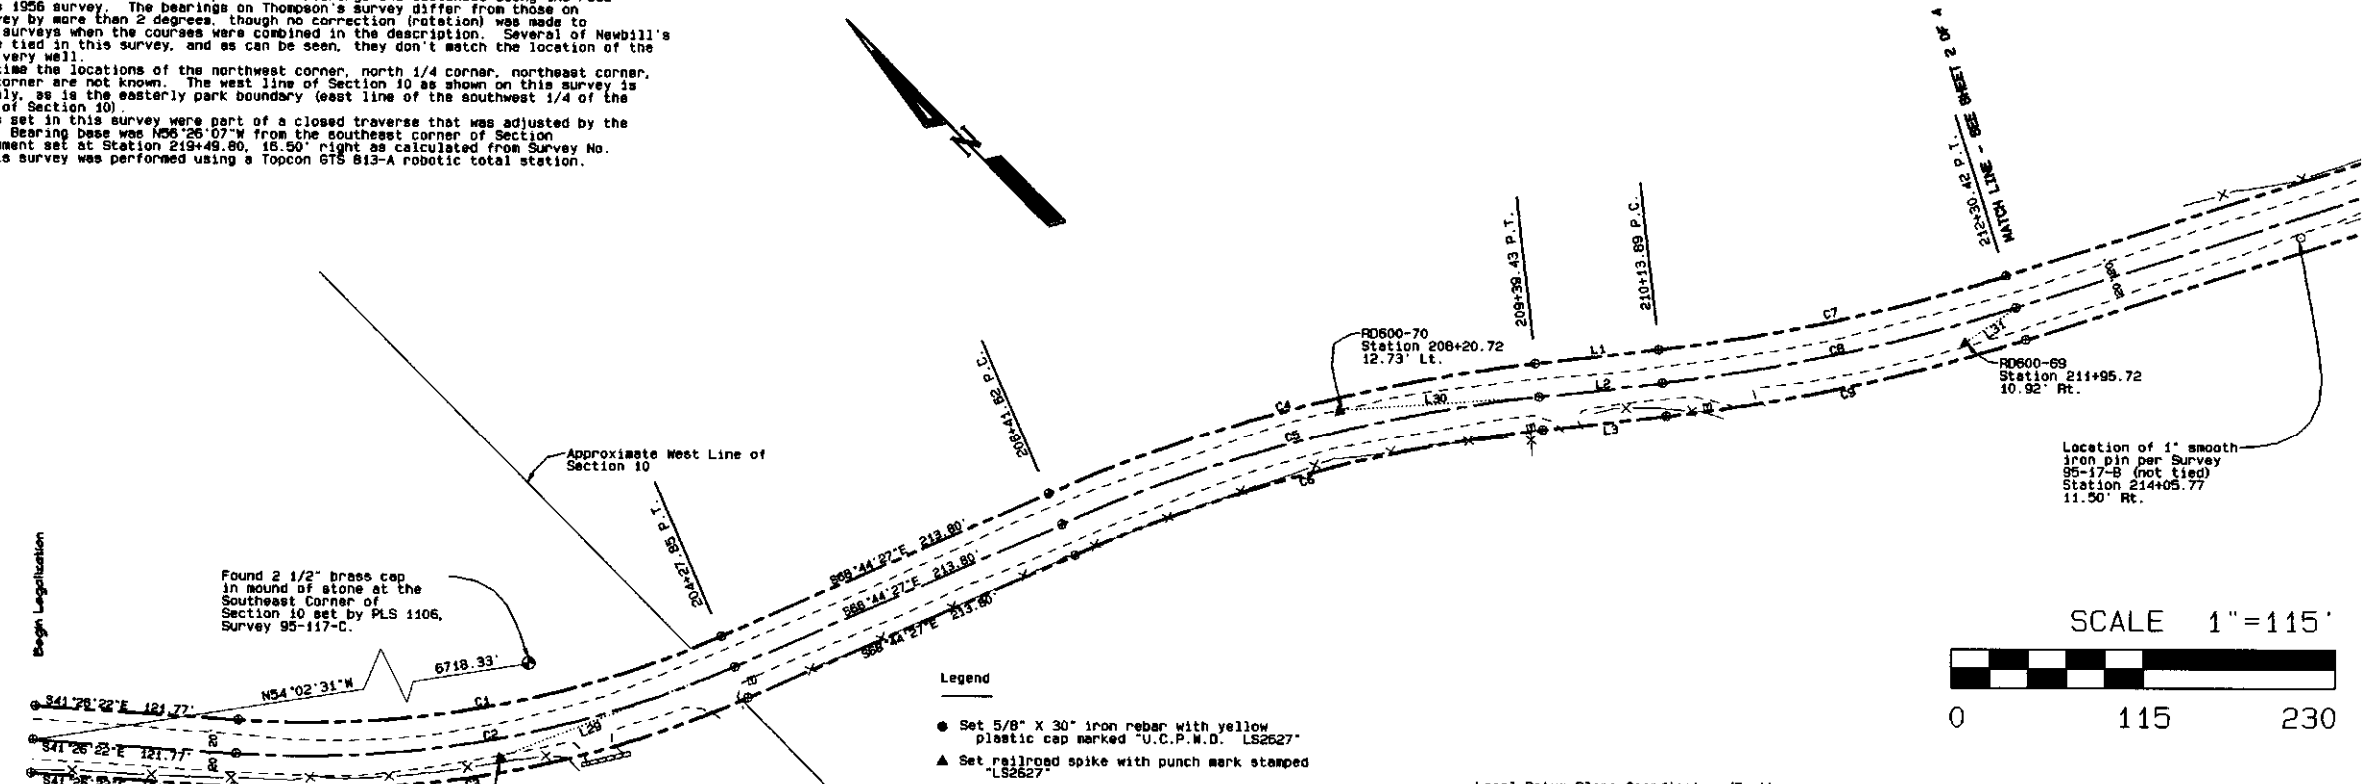 s 1956 survey. The bearings on Thompson's survey differ from those on
vey by more than 2 degrees, though no correction (rotation) was made to
surveys when the courses were combined in the description. Several of Newbill's
e tied in this survey, and as can be seen, they don't match the location of the
very well.
time the locations of the northwest corner, north 1/4 corner, northeast corner,
corner are not known. The west line of Section 10 as shown on this survey is
ly, as is the easterly park boundary (east line of the southwest 1/4 of the
of Section 10).
s set in this survey were part of a closed traverse that was adjusted by the
Bearing base was N56°26'07"W from the southeast corner of Section
ument set at Station 219+49.80, 16.50' right as calculated from Survey No.
s survey was performed using a Topcon GTS 813-A robotic total station.
N
MATCH LINE - SEE SHEET 2 OF 4
212+30.42 P.T.
210+13.89 P.C.
209+39.43 P.T.
206+41.82 P.C.
204+27.85 P.T.
RD600-70
Station 208+20.72
12.73' Lt.
RD600-69
Station 211+95.72
10.92' Rt.
Location of 1" smooth
iron pin per Survey
95-17-B (not tied)
Station 214+05.77
11.50' Rt.
Approximate West Line of
Section 10
Begin Legalization
Found 2 1/2" brass cap
in mound of stone at the
Southeast Corner of
Section 10 set by PLS 1106,
Survey 95-117-C.
6718.33'
N54°02'31"W
S41°26'22"E 121.77'
S41°26'22"E 121.77'
20' 20'
20' 20'
C1
C2
L29
S68°44'27"E 213.80'
S68°44'27"E 213.80'
S68°44'27"E 213.80'
C4
C5
C6
L30
L1
L2
L3
C7
C8
C9
L31
SCALE 1"=115'
0 115 230
Legend
Set 5/8" X 30" iron rebar with yellow
plastic cap marked "U.C.P.W.D. LS2627"
Set railroad spike with punch mark stamped
"LS2627"